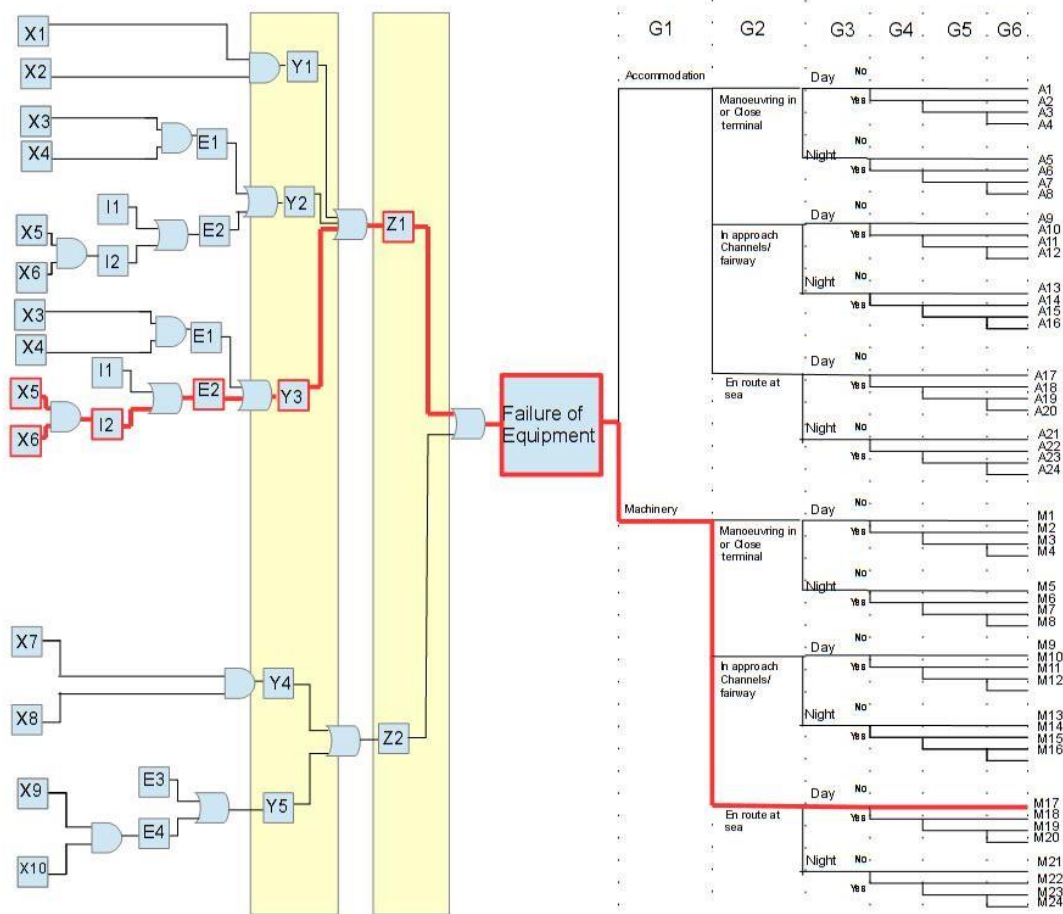 G1 G2 G3 G4 G5 G6
X1
X2
Y1
X3
X4
E1
I1
Y2
X5
E2
X6
I2
Z1
X3
X4
E1
I1
X5
E2
Y3
X6
I2
Failure of
Equipment
X7
Y4
X8
Z2
X9
E3
Y5
E4
X10
Accommodation
Manoeuvring in
or Close
terminal
Day No
Yes
A1
A2
A3
A4
No
Night
Yes
A5
A6
A7
A8
In approach
Channels/
fairway
Day No
Yes
A9
A10
A11
A12
Night No
Yes
A13
A14
A15
A16
En route at
sea
Day No
Yes
A17
A18
A19
A20
Night No
Yes
A21
A22
A23
A24
Machinery
Manoeuvring in
or Close
terminal
Day No
Yes
M1
M2
M3
M4
Night No
Yes
M5
M6
M7
M8
In approach
Channels/
fairway
Day No
Yes
M9
M10
M11
M12
Night No
Yes
M13
M14
M15
M16
En route at
sea
Day No
Yes
M17
M18
M19
M20
Night No
Yes
M21
M22
M23
M24